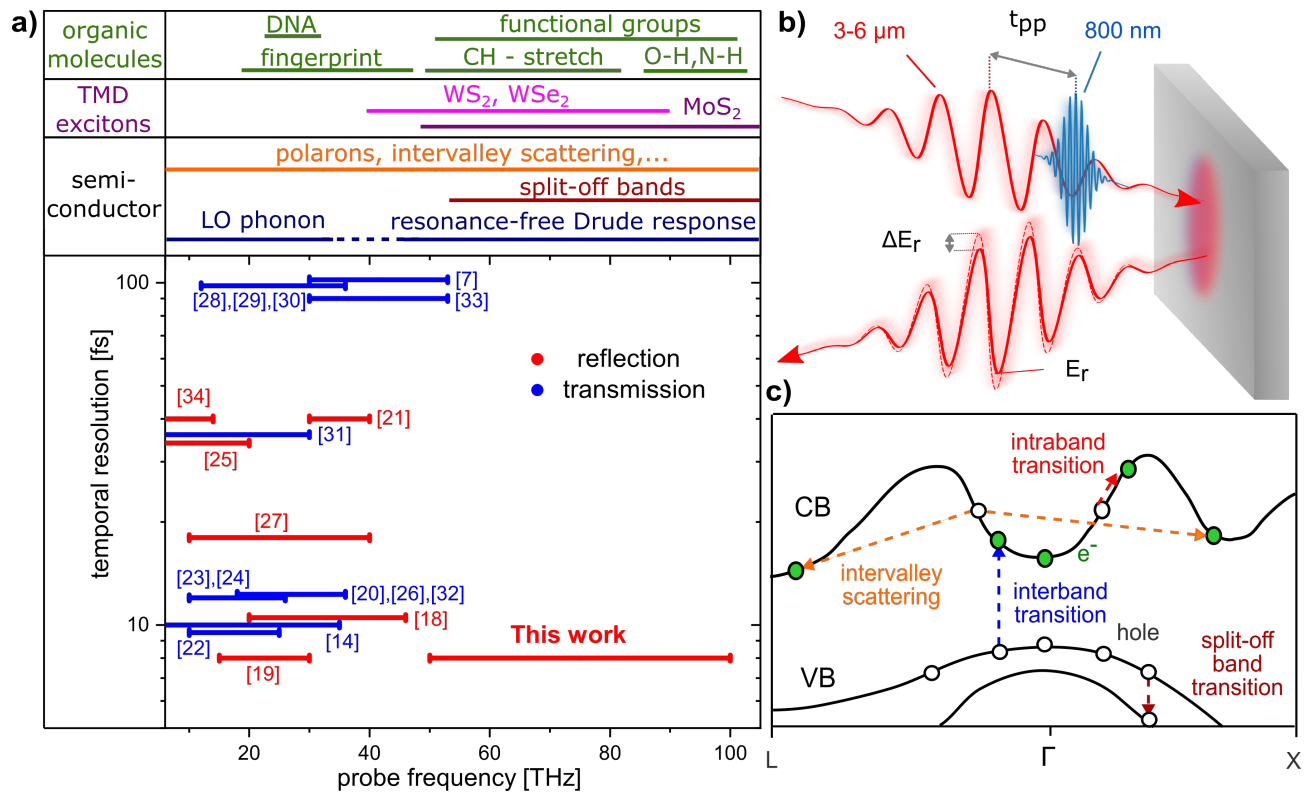 a)
organic
molecules
DNA
functional groups
fingerprint
CH - stretch
O-H,N-H
TMD
excitons
WS₂, WSe₂
MoS₂
semi-
conductor
polarons, intervalley scattering,...
split-off bands
LO phonon
resonance-free Drude response
temporal resolution [fs]
100
10
[7]
[28],[29],[30]
[33]
reflection
transmission
[34]
[21]
[31]
[25]
[27]
[23],[24]
[20],[26],[32]
[18]
[22]
[14]
This work
[19]
20
40
60
80
100
probe frequency [THz]
b)
3-6 µm
tpp
800 nm
ΔEr
Er
c)
CB
intraband
transition
e⁻
intervalley
scattering
interband
transition
hole
split-off
band
transition
VB
L
Γ
X